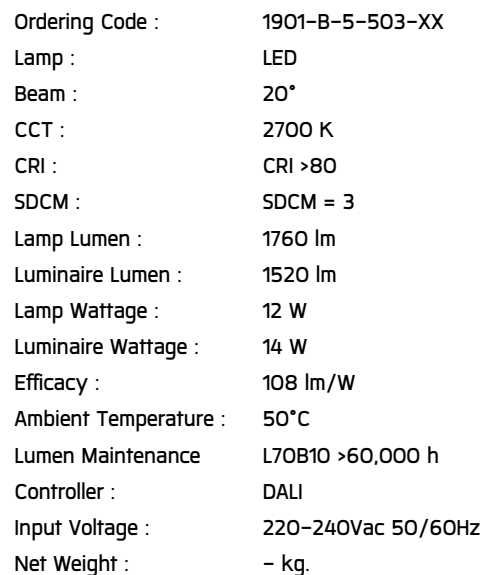 Ordering Code : 1901-B-5-503-XX
Lamp : LED
Beam : 20°
CCT : 2700 K
CRI : CRI >80
SDCM : SDCM = 3
Lamp Lumen : 1760 lm
Luminaire Lumen : 1520 lm
Lamp Wattage : 12 W
Luminaire Wattage : 14 W
Efficacy : 108 lm/W
Ambient Temperature : 50°C
Lumen Maintenance L70B10 >60,000 h
Controller : DALI
Input Voltage : 220-240Vac 50/60Hz
Net Weight : - kg.